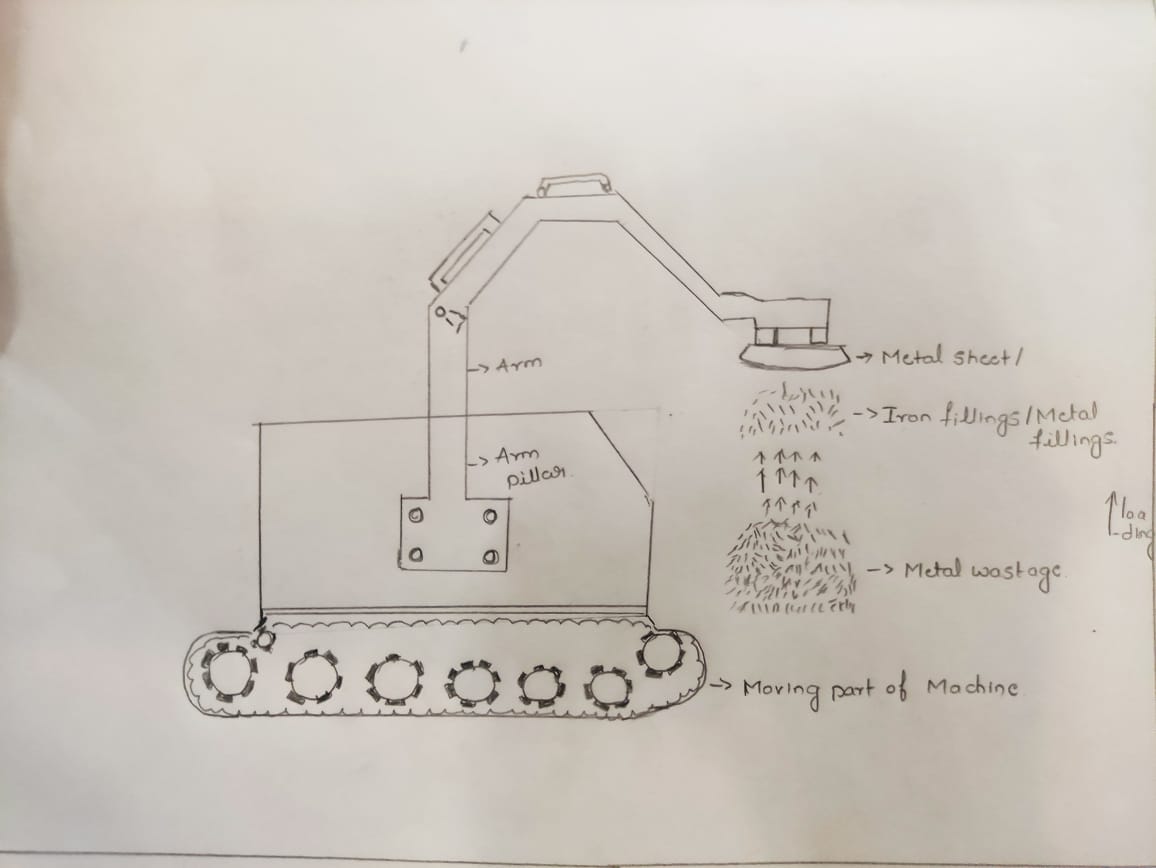 -> Arm
-> Metal sheet/
-> Iron fillings/Metal
fillings.
-> Arm
pillar.
loa
-ding
-> Metal wastage.
-> Moving part of Machine